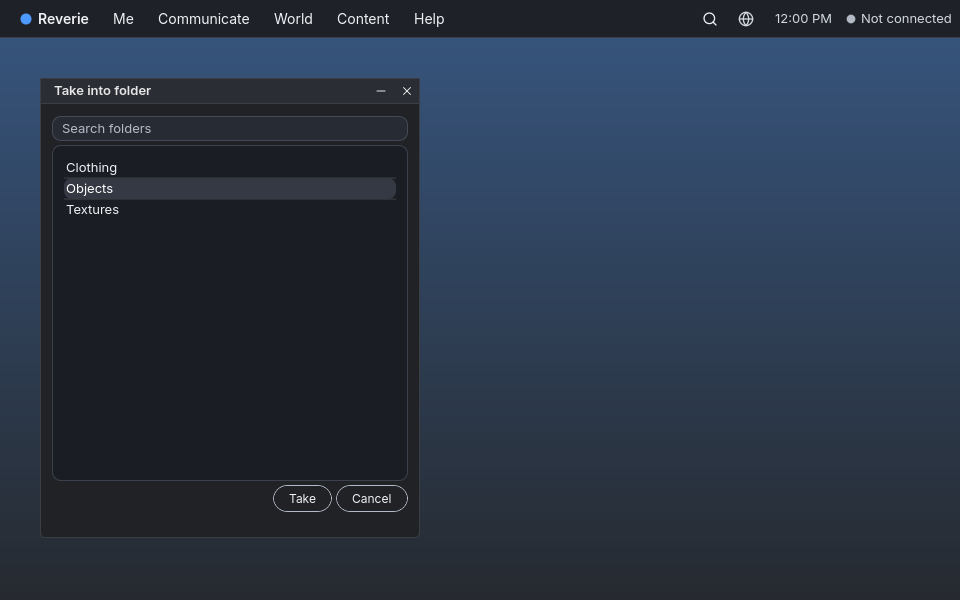 Reverie Me Communicate World Content Help 12:00 PM Not connected
Take into folder
Search folders
Clothing
Objects
Textures
Take Cancel